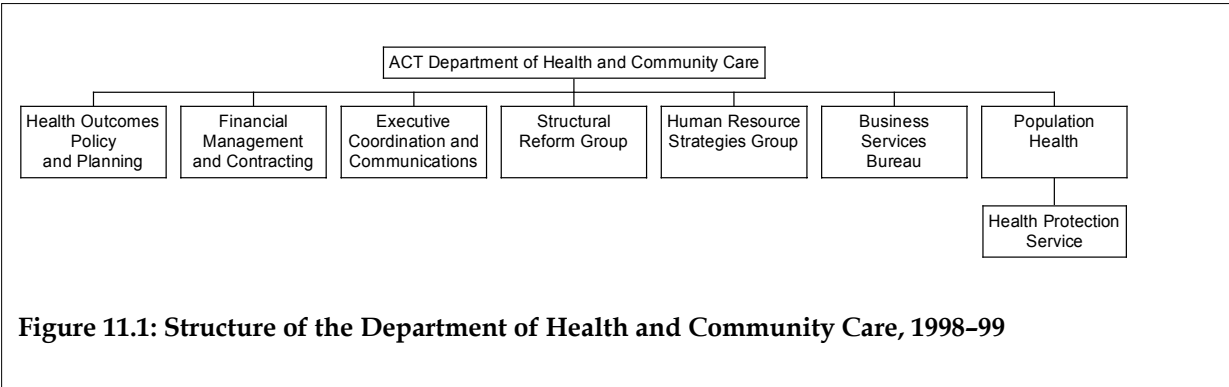 ACT Department of Health and Community Care
Health Outcomes
Policy
and Planning
Financial
Management
and Contracting
Executive
Coordination and
Communications
Structural
Reform Group
Human Resource
Strategies Group
Business
Services
Bureau
Population
Health
Health Protection
Service
Figure 11.1: Structure of the Department of Health and Community Care, 1998–99